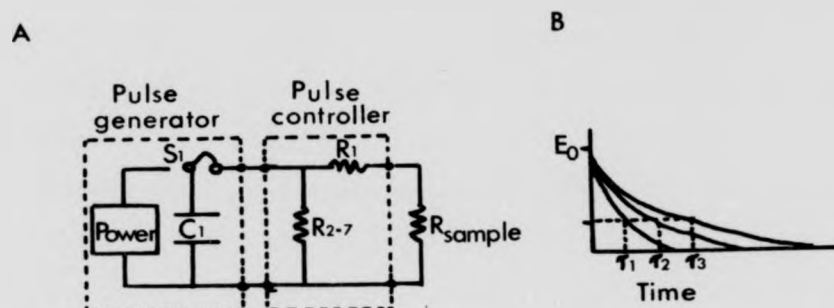 A
Pulse generator
Pulse controller
S1
R1
Power
C1
R2-7
Rsample
B
E0
τ1 τ2 τ3
Time